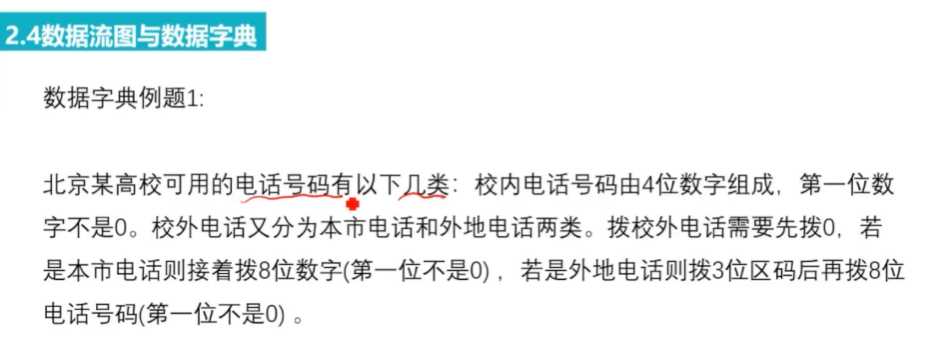 2.4数据流图与数据字典
数据字典例题1:
北京某高校可用的电话号码有以下几类：校内电话号码由4位数字组成，第一位数
字不是0。校外电话又分为本市电话和外地电话两类。拨校外电话需要先拨0，若
是本市电话则接着拨8位数字(第一位不是0)，若是外地电话则拨3位区码后再拨8位
电话号码(第一位不是0)。